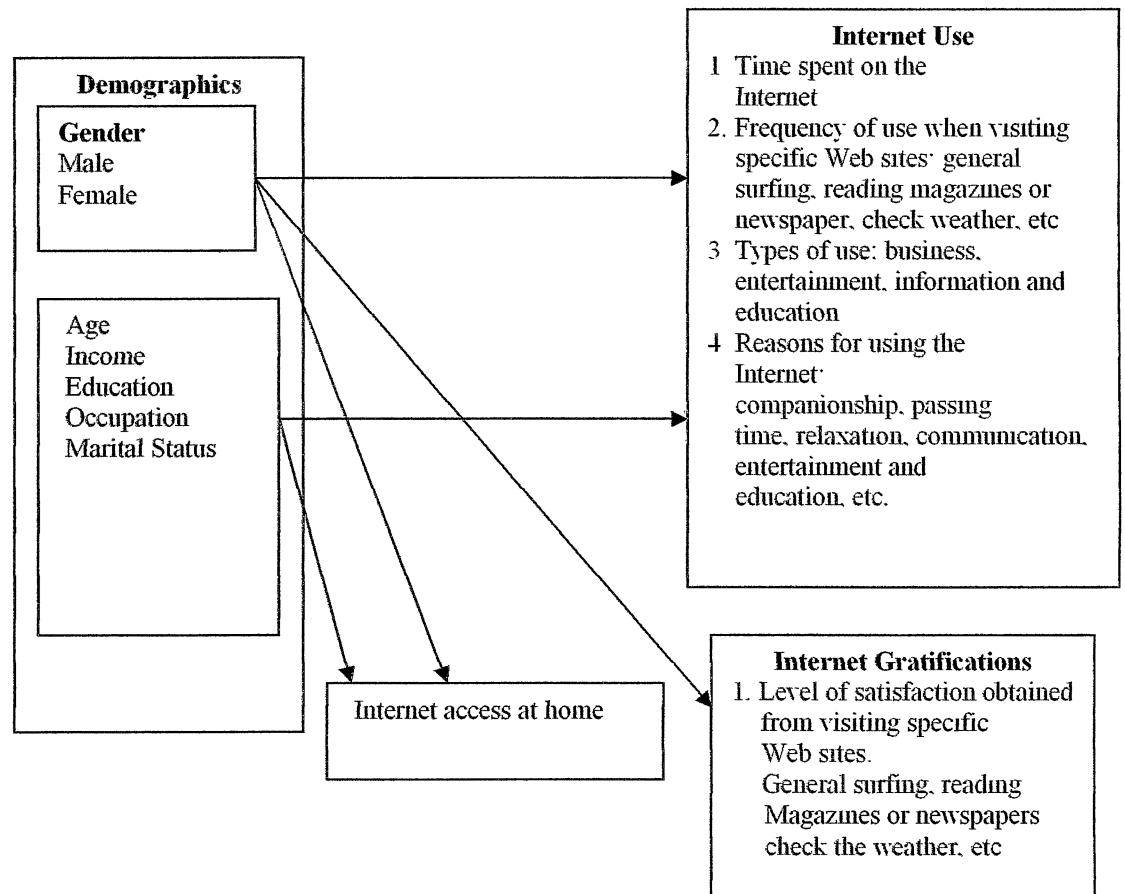 Demographics
Gender
Male
Female
Age
Income
Education
Occupation
Marital Status
Internet Use
1 Time spent on the
Internet
2. Frequency of use when visiting
specific Web sites: general
surfing, reading magazines or
newspaper, check weather, etc
3 Types of use: business,
entertainment, information and
education
4 Reasons for using the
Internet:
companionship, passing
time, relaxation, communication,
entertainment and
education, etc.
Internet access at home
Internet Gratifications
1. Level of satisfaction obtained
from visiting specific
Web sites.
General surfing, reading
Magazines or newspapers
check the weather, etc